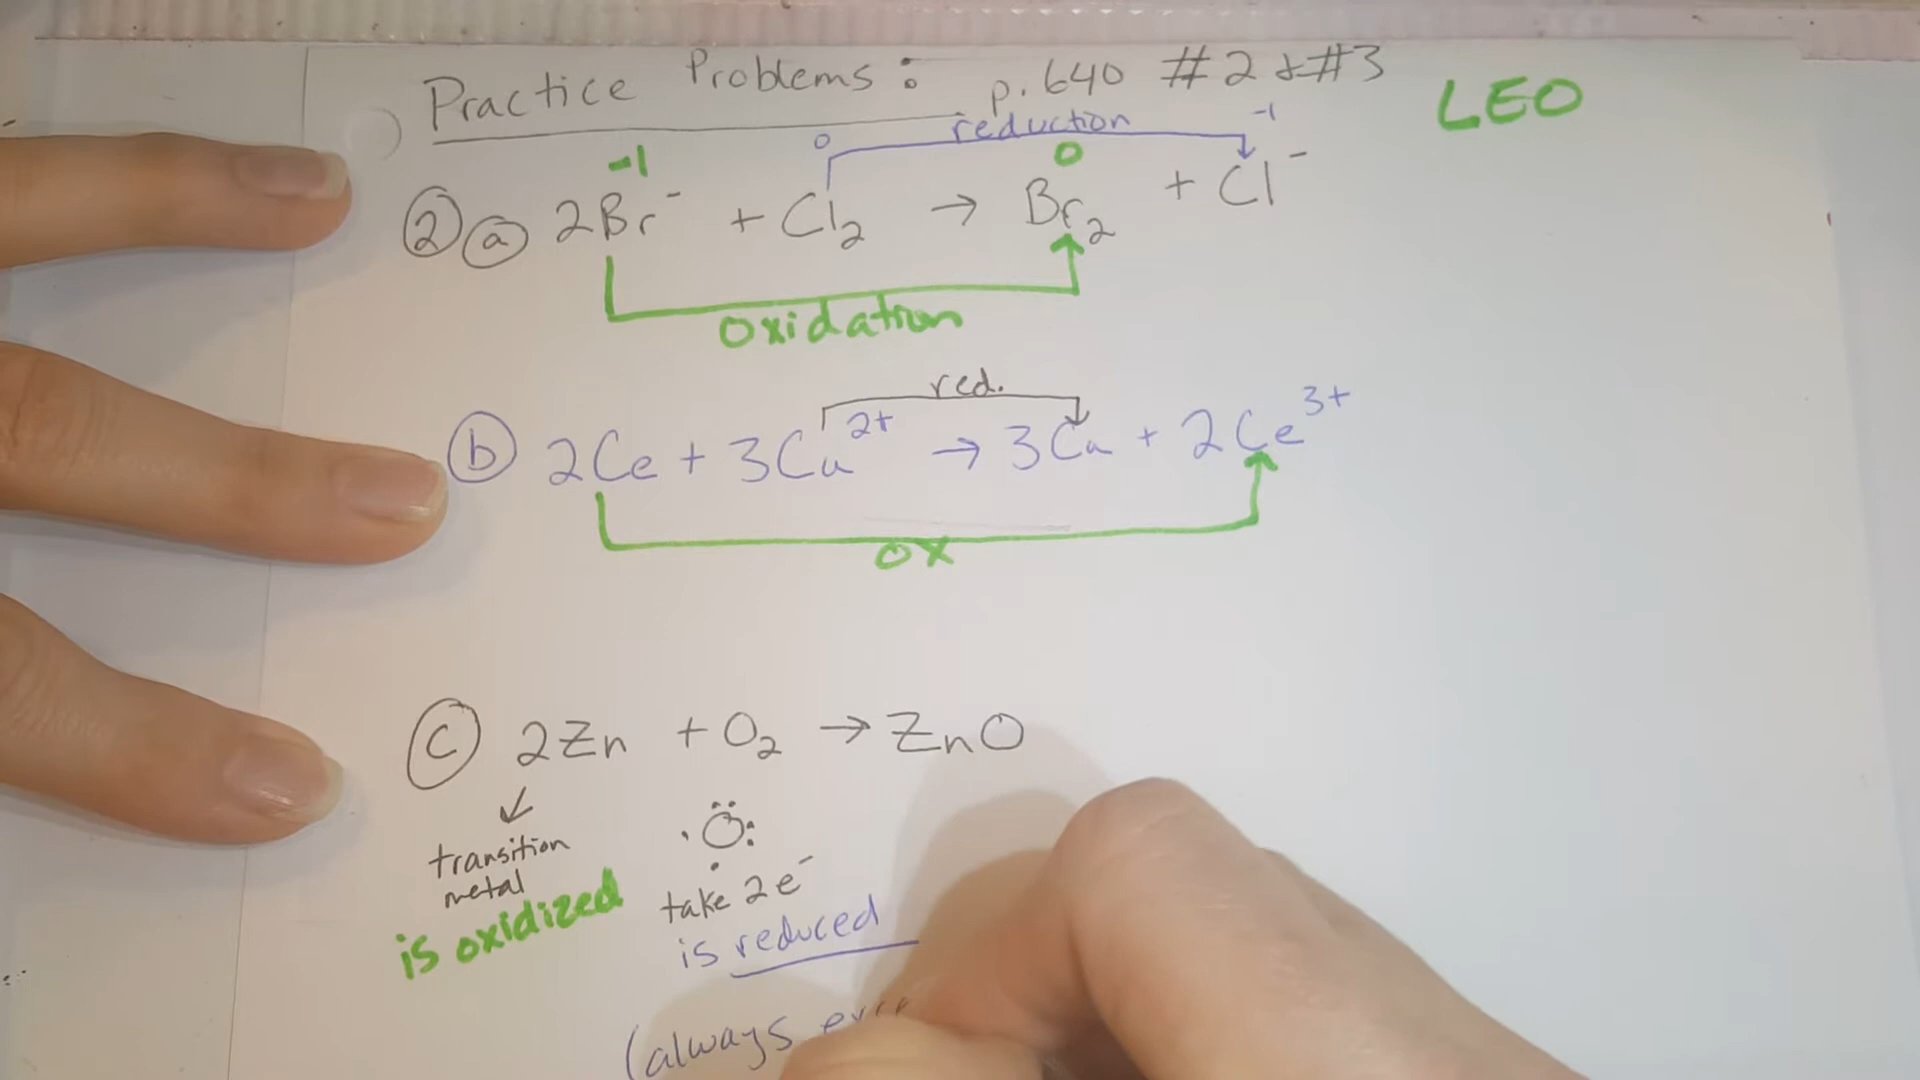 Practice Problems: p.640 #2 & #3
LEO
reduction
-1 0 0 -1
② ⓐ 2Br⁻ + Cl₂ → Br₂ + Cl⁻
oxidation
red.
ⓑ 2Ce + 3Cu²⁺ → 3Cu + 2Ce³⁺
ox
ⓒ 2Zn + O₂ → ZnO
transition
metal
is oxidized
O
take 2e⁻
is reduced
(always